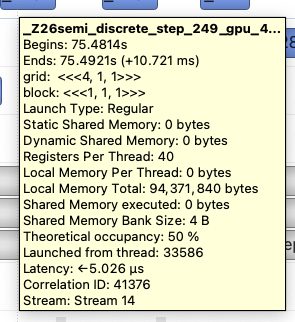 _Z26semi_discrete_step_249_gpu_4...
Begins: 75.4814s
Ends: 75.4921s (+10.721 ms)
grid:  <<<4, 1, 1>>>
block: <<<1, 1, 1>>>
Launch Type: Regular
Static Shared Memory: 0 bytes
Dynamic Shared Memory: 0 bytes
Registers Per Thread: 40
Local Memory Per Thread: 0 bytes
Local Memory Total: 94,371,840 bytes
Shared Memory executed: 0 bytes
Shared Memory Bank Size: 4 B
Theoretical occupancy: 50 %
Launched from thread: 33586
Latency: ←5.026 μs
Correlation ID: 41376
Stream: Stream 14